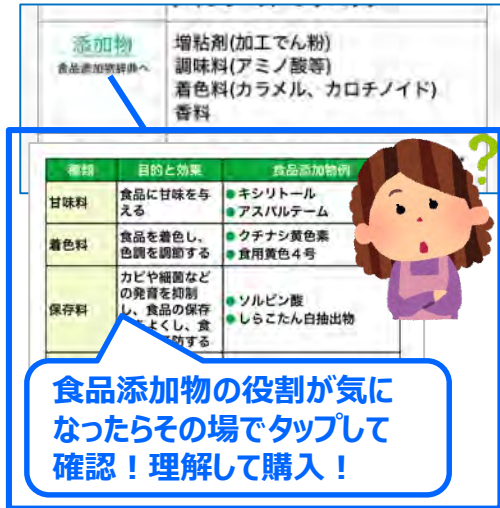 添加物
食品添加物辞典へ
増粘剤(加工でん粉)
調味料(アミノ酸等)
着色料(カラメル、カロチノイド)
香料
種類 目的と効果 食品添加物例
甘味料
食品に甘味を与
える
●キシリトール
●アスパルテーム
着色料
食品を着色し、
色調を調節する
●クチナシ黄色素
●食用黄色4号
保存料
カビや細菌など
の発育を抑制
し、食品の保存
をよくし、食
防する
●ソルビン酸
●しらこたん白抽出物
?
食品添加物の役割が気に
なったらその場でタップして
確認!理解して購入!